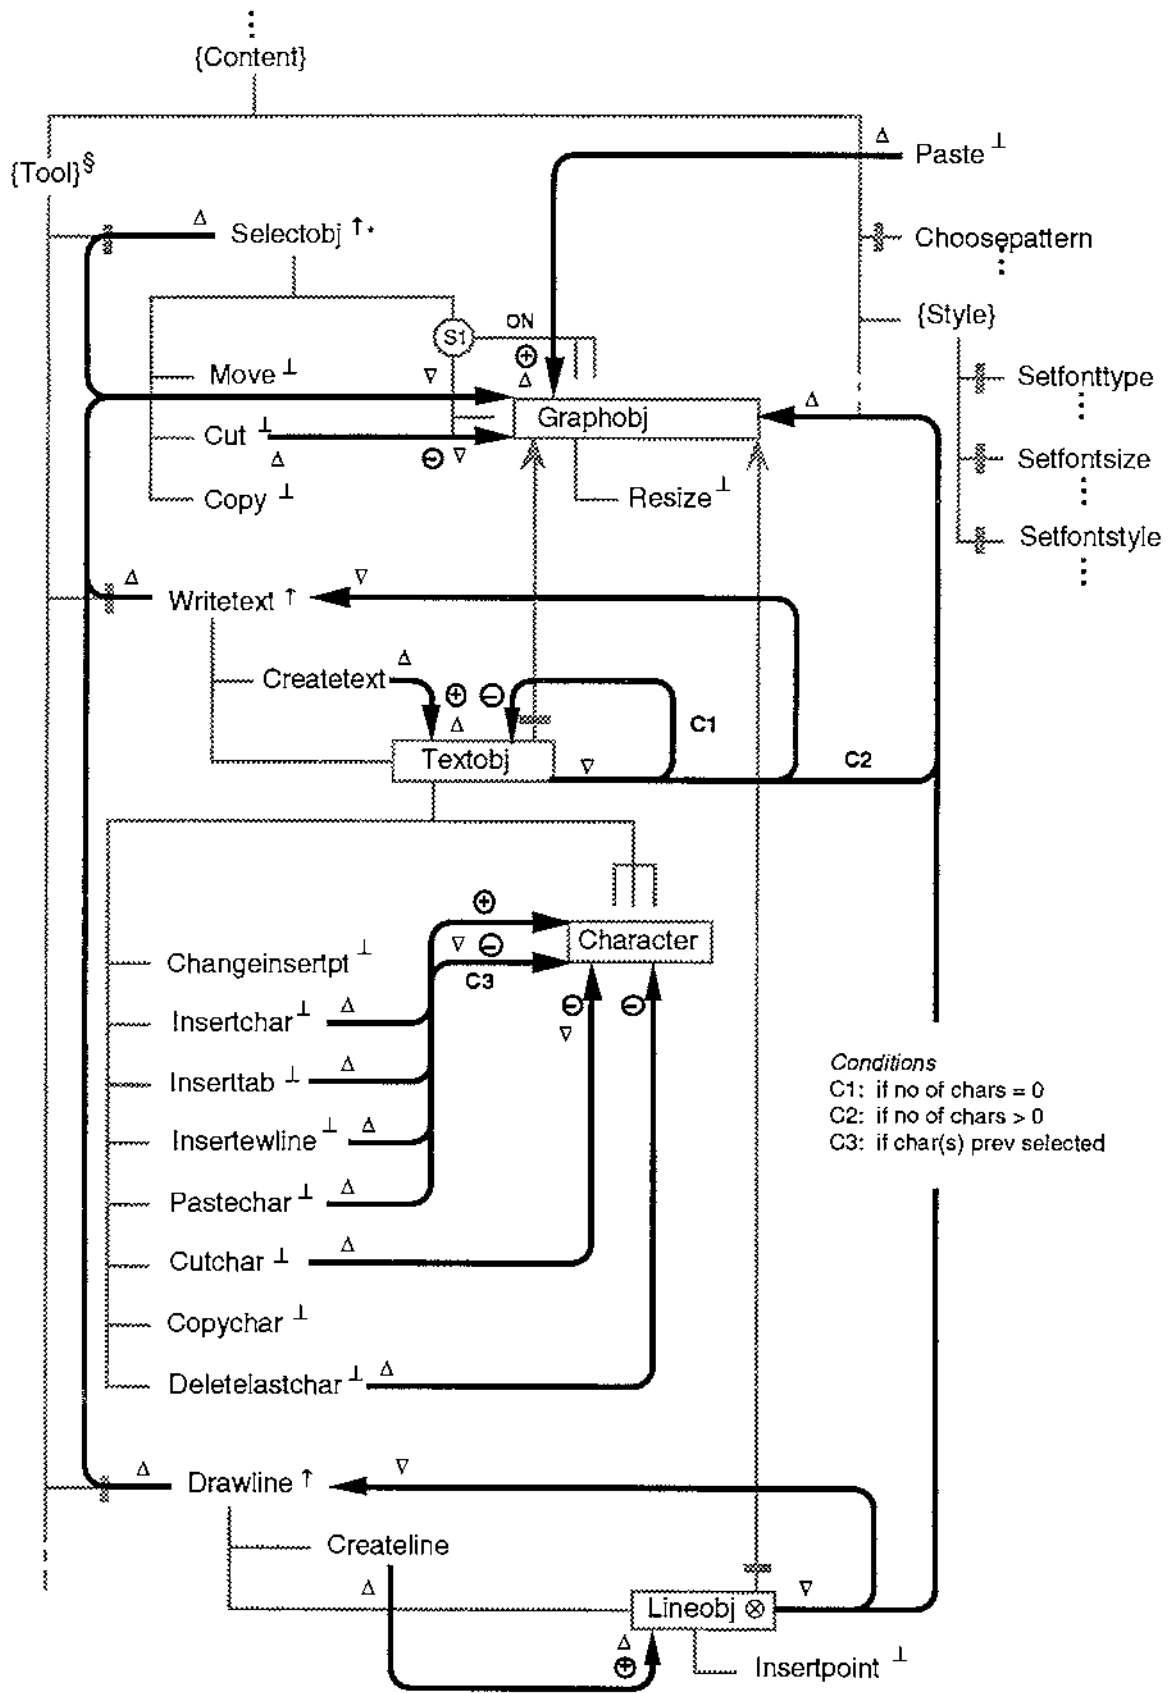 {Content}
{Tool}§
Paste ⊥
Δ
Selectobj ↑*
Δ
Choosepattern
{Style}
S1
ON
⊕
Δ
Move ⊥
∇
Setfonttype
Graphobj
Δ
Cut ⊥
Δ
⊖ ∇
Setfontsize
Copy ⊥
Resize ⊥
Setfontstyle
Δ
Writetext ↑
∇
Createtext
Δ
⊕ ⊖
Δ
C1
Textobj
∇
C2
⊕
Character
∇ ⊖
C3
Changeinsertpt ⊥
⊖
∇
⊖
Insertchar ⊥
Δ
Inserttab ⊥
Δ
Insertewline ⊥
Δ
Pastechar ⊥
Δ
Cutchar ⊥
Δ
Copychar ⊥
Deletelastchar ⊥
Δ
Conditions
C1: if no of chars = 0
C2: if no of chars > 0
C3: if char(s) prev selected
Δ
Drawline ↑
∇
Createline
Δ
Lineobj ⊗
∇
Δ
⊕
Insertpoint ⊥